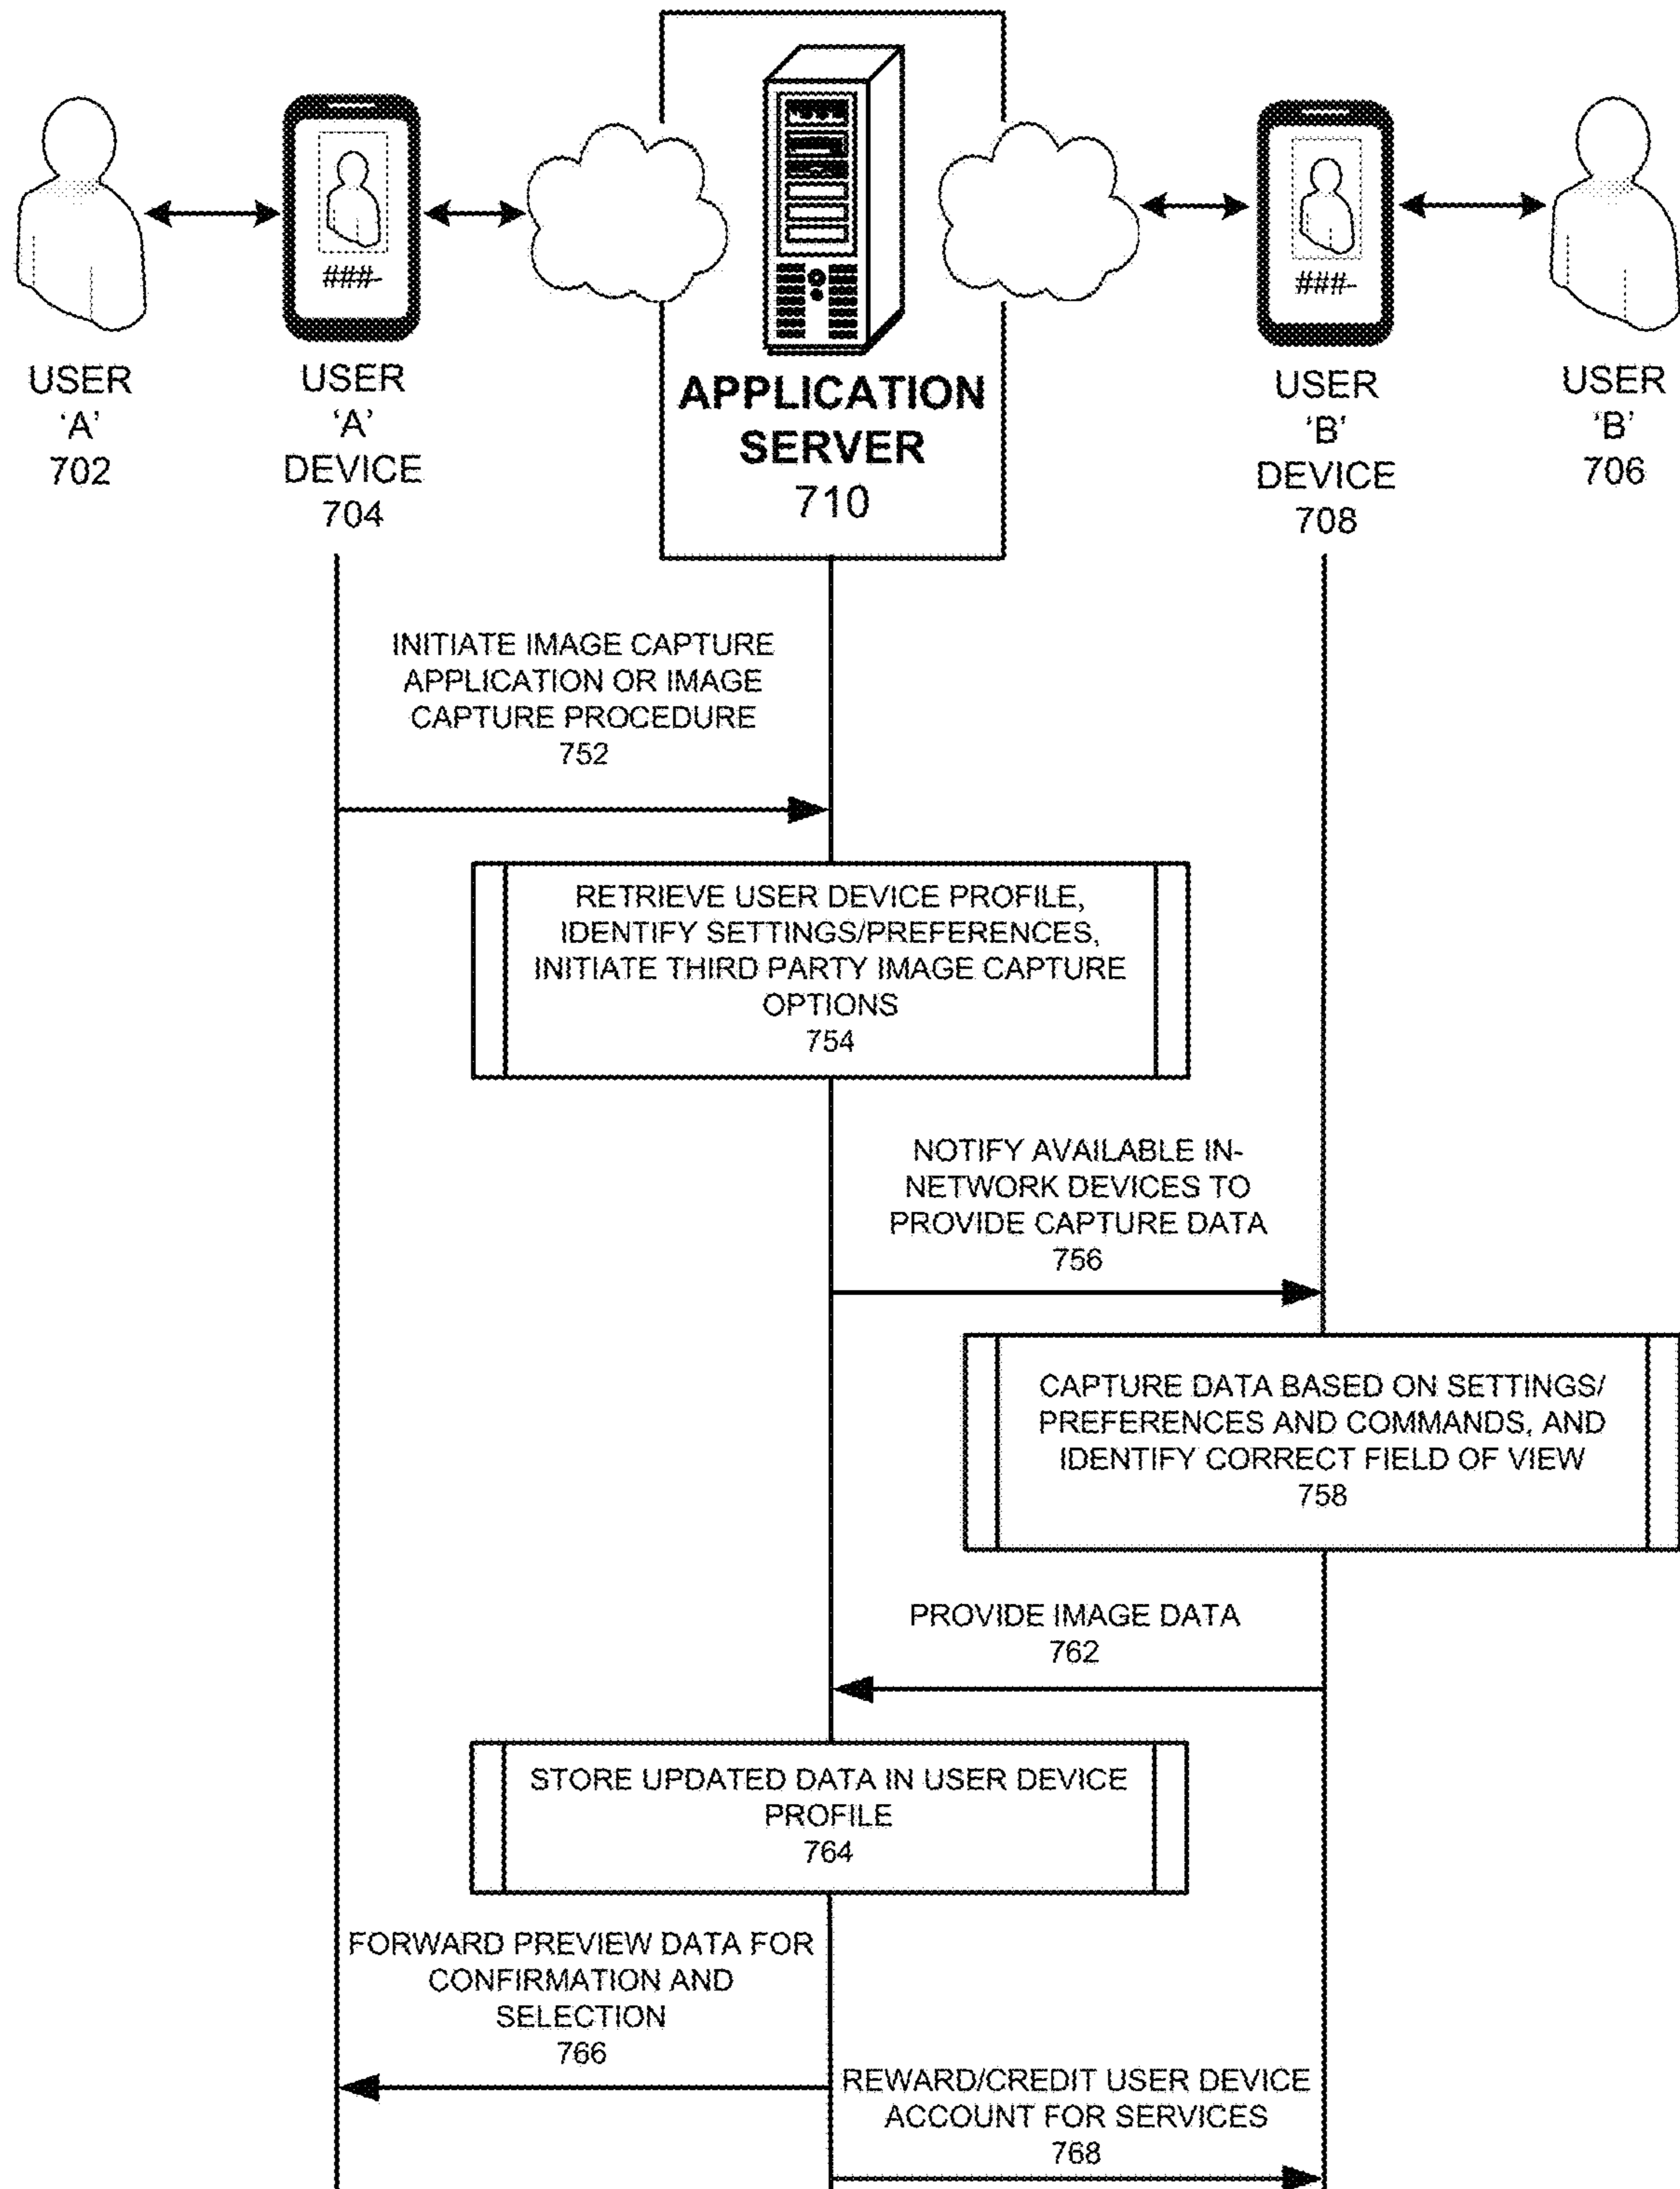 ###-
###-
USER
'A'
702
USER
'A'
DEVICE
704
APPLICATION
SERVER
710
USER
'B'
DEVICE
708
USER
'B'
706
INITIATE IMAGE CAPTURE
APPLICATION OR IMAGE
CAPTURE PROCEDURE
752
RETRIEVE USER DEVICE PROFILE,
IDENTIFY SETTINGS/PREFERENCES,
INITIATE THIRD PARTY IMAGE CAPTURE
OPTIONS
754
NOTIFY AVAILABLE IN-
NETWORK DEVICES TO
PROVIDE CAPTURE DATA
756
CAPTURE DATA BASED ON SETTINGS/
PREFERENCES AND COMMANDS, AND
IDENTIFY CORRECT FIELD OF VIEW
758
PROVIDE IMAGE DATA
762
STORE UPDATED DATA IN USER DEVICE
PROFILE
764
FORWARD PREVIEW DATA FOR
CONFIRMATION AND
SELECTION
766
REWARD/CREDIT USER DEVICE
ACCOUNT FOR SERVICES
768